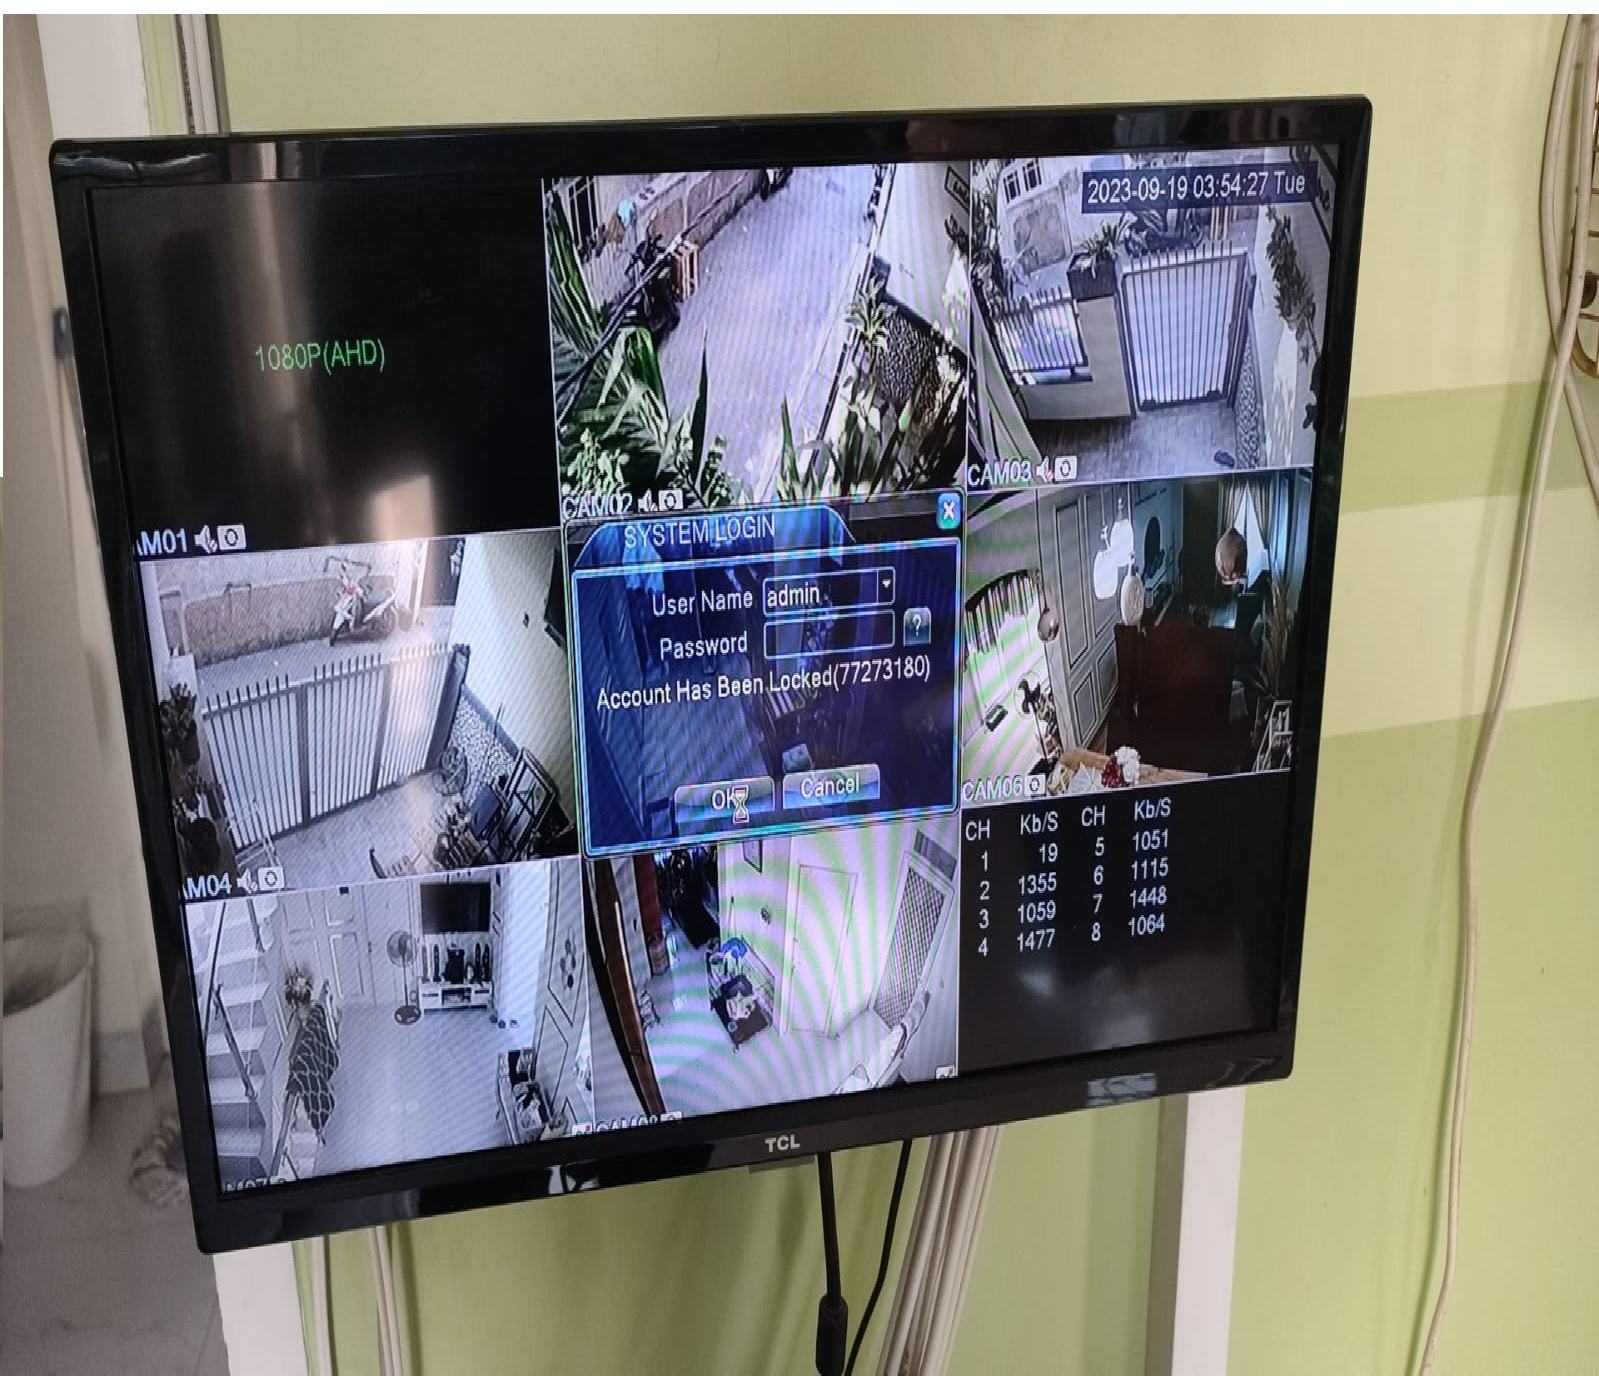 2023-09-19 03:54:27 Tue
1080P(AHD)
CAM02
CAM03
AM01
SYSTEM LOGIN
User Name admin
Password ?
Account Has Been Locked(77273180)
OK Cancel
AM04
CAM06
CH Kb/S CH Kb/S
1 19 5 1051
2 1355 6 1115
3 1059 7 1448
4 1477 8 1064
TCL